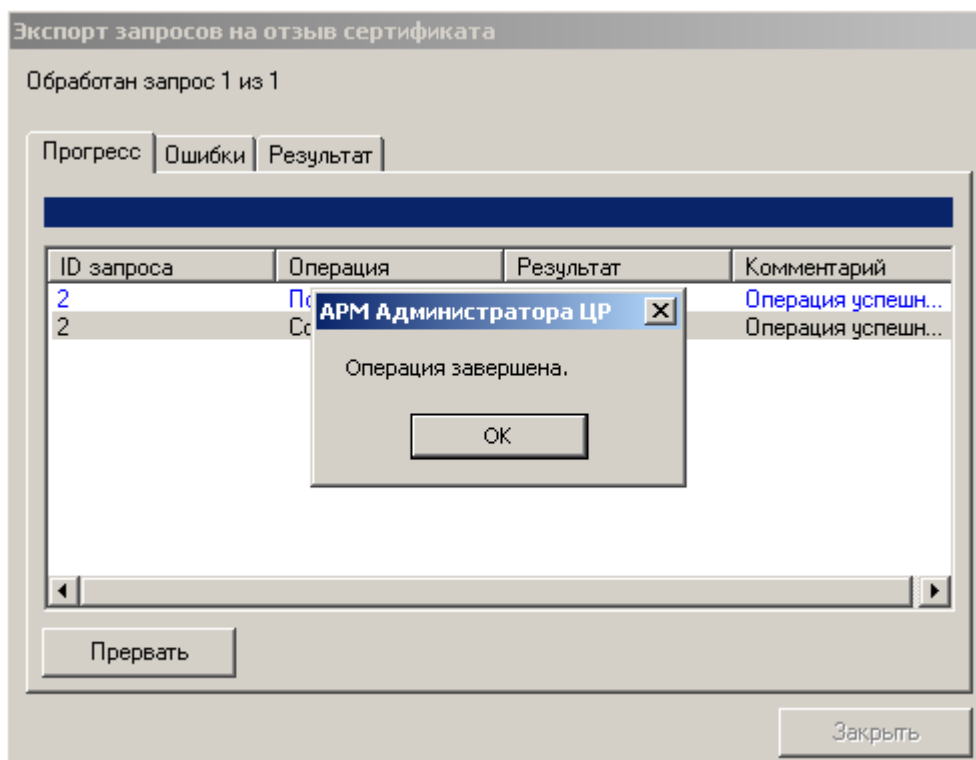 Экспорт запросов на отзыв сертификата
Обработан запрос 1 из 1
Прогресс Ошибки Результат
ID запроса Операция Результат Комментарий
2 Операция успешн...
2 Операция успешн...
АРМ Администратора ЦР
Операция завершена.
ОК
Прервать
Закрыть